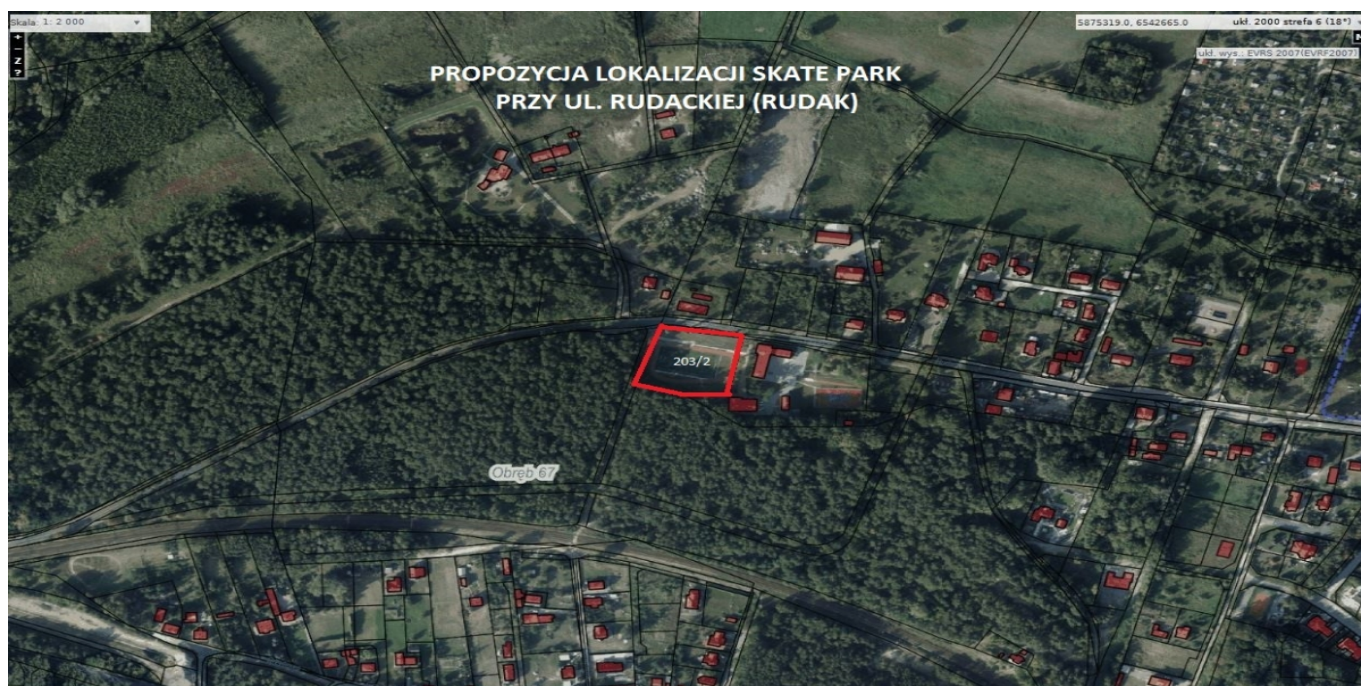 Skala: 1: 2 000
5875319.0, 6542665.0
ukł. 2000 strefa 6 (18°)
+
–
Z
?
ukł. wys.: EVRS 2007(EVRF2007)
PROPOZYCJA LOKALIZACJI SKATE PARK
PRZY UL. RUDACKIEJ (RUDAK)
203/2
Obręb 67